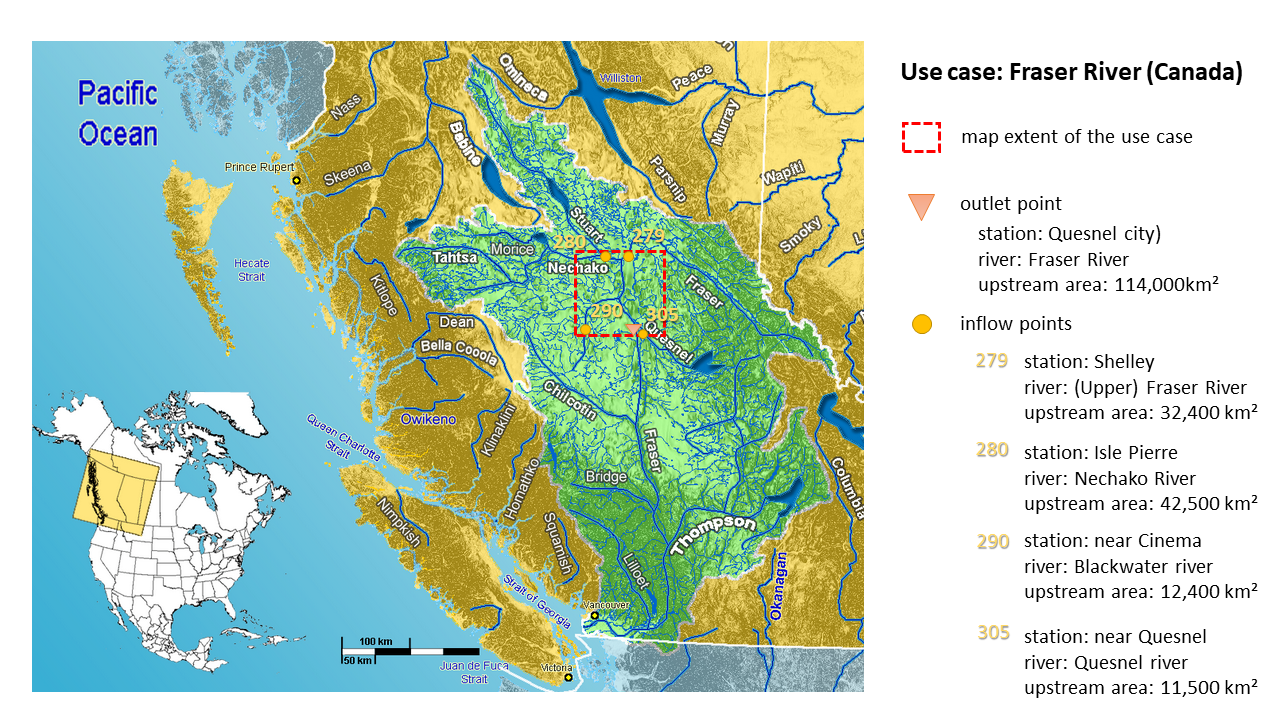 Pacific
Ocean
Nass
Omineca
Williston
Peace
Babine
Murray
Parsnip
Wapiti
Smoky
Prince Rupert
Skeena
Stuart
280
279
Morice
Tahtsa
Nechako
Hecate
Strait
Kitlope
Fraser
290
305
Dean
Quesnel
Bella Cooola
Chilcotin
Owikeno
Klinaklini
Quaan Charlotte
Strait
Fraser
Bridge
Homathko
Columbia
Nimpkish
Squamish
Thompson
Lilloet
Okanagan
Strait of Georgia
Vancouver
100 km
50 km
Juan de Fuca
Strait
Victoria
Use case: Fraser River (Canada)
map extent of the use case
outlet point
station: Quesnel city)
river: Fraser River
upstream area: 114,000km²
inflow points
279
station: Shelley
river: (Upper) Fraser River
upstream area: 32,400 km²
280
station: Isle Pierre
river: Nechako River
upstream area: 42,500 km²
290
station: near Cinema
river: Blackwater river
upstream area: 12,400 km²
305
station: near Quesnel
river: Quesnel river
upstream area: 11,500 km²